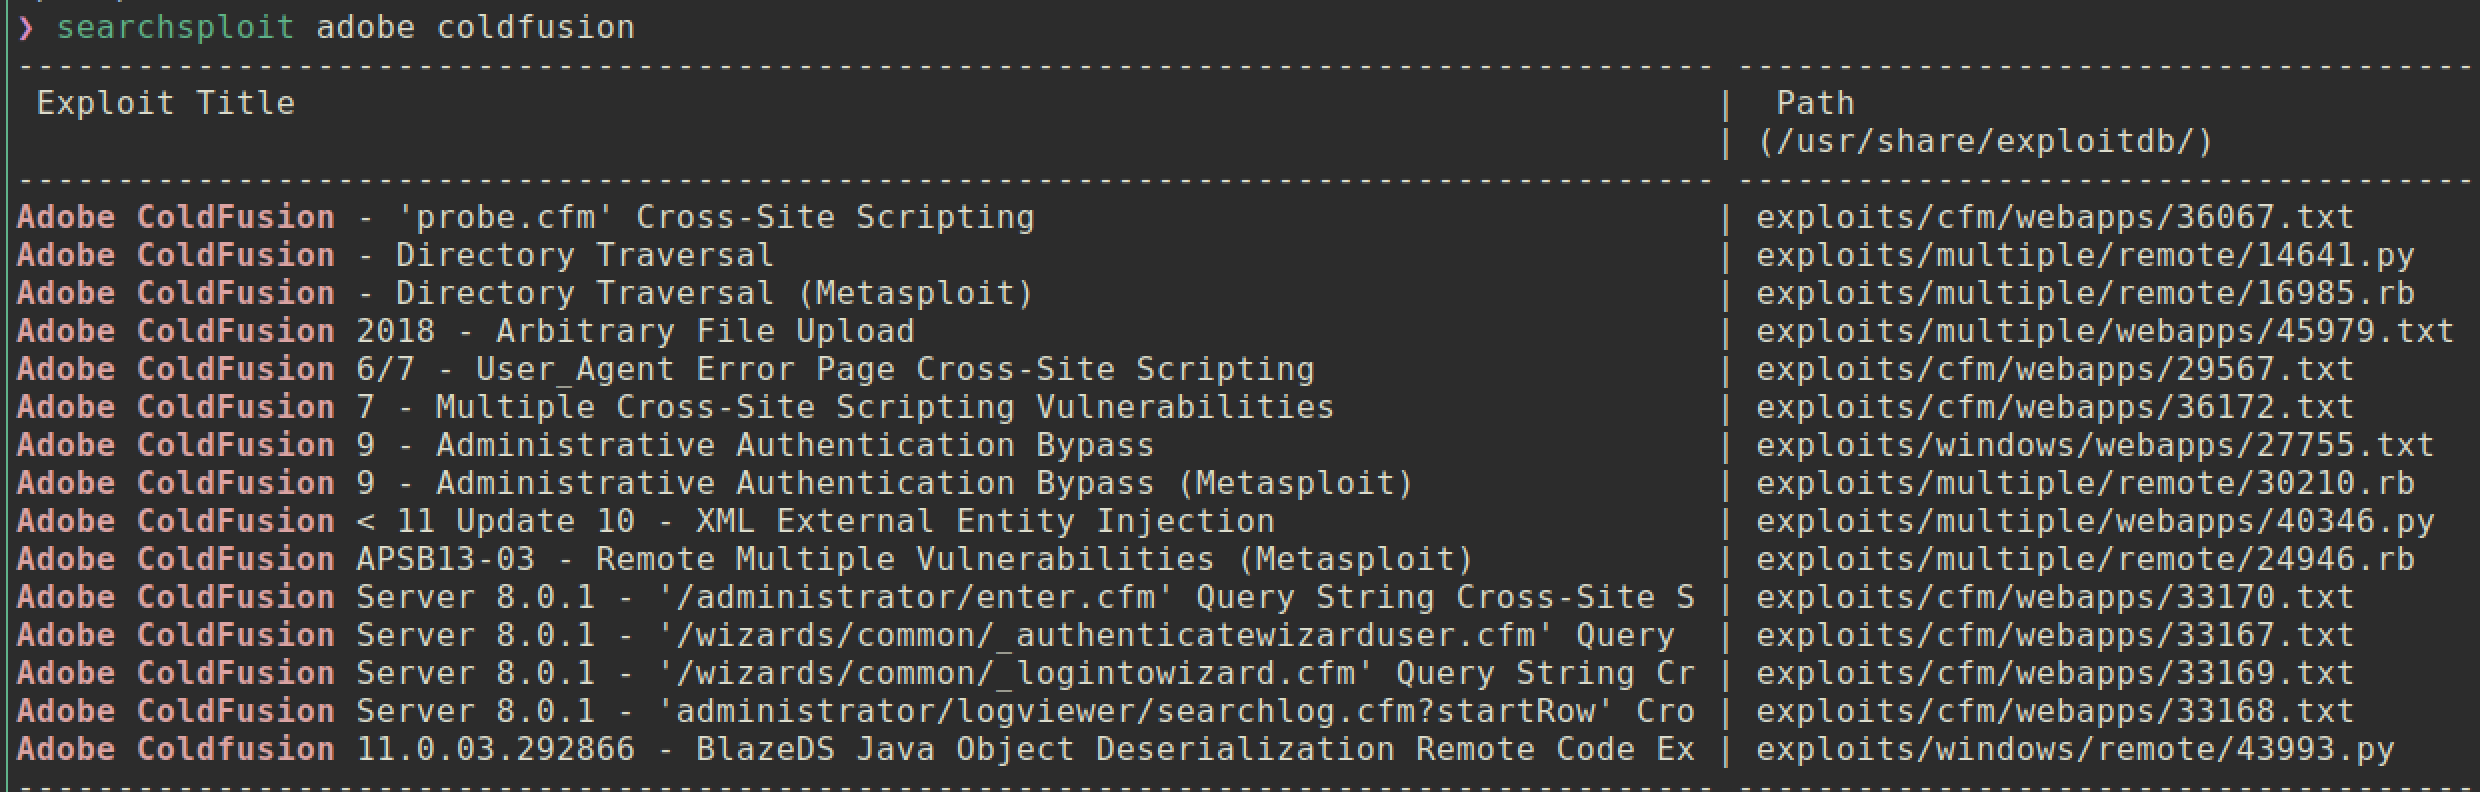 ❯ searchsploit adobe coldfusion
------------------------------------------------------------------------------------- -------------------------------------
 Exploit Title | Path
 | (/usr/share/exploitdb/)
------------------------------------------------------------------------------------- -------------------------------------
Adobe ColdFusion - 'probe.cfm' Cross-Site Scripting | exploits/cfm/webapps/36067.txt
Adobe ColdFusion - Directory Traversal | exploits/multiple/remote/14641.py
Adobe ColdFusion - Directory Traversal (Metasploit) | exploits/multiple/remote/16985.rb
Adobe ColdFusion 2018 - Arbitrary File Upload | exploits/multiple/webapps/45979.txt
Adobe ColdFusion 6/7 - User_Agent Error Page Cross-Site Scripting | exploits/cfm/webapps/29567.txt
Adobe ColdFusion 7 - Multiple Cross-Site Scripting Vulnerabilities | exploits/cfm/webapps/36172.txt
Adobe ColdFusion 9 - Administrative Authentication Bypass | exploits/windows/webapps/27755.txt
Adobe ColdFusion 9 - Administrative Authentication Bypass (Metasploit) | exploits/multiple/remote/30210.rb
Adobe ColdFusion < 11 Update 10 - XML External Entity Injection | exploits/multiple/webapps/40346.py
Adobe ColdFusion APSB13-03 - Remote Multiple Vulnerabilities (Metasploit) | exploits/multiple/remote/24946.rb
Adobe ColdFusion Server 8.0.1 - '/administrator/enter.cfm' Query String Cross-Site S | exploits/cfm/webapps/33170.txt
Adobe ColdFusion Server 8.0.1 - '/wizards/common/_authenticatewizarduser.cfm' Query | exploits/cfm/webapps/33167.txt
Adobe ColdFusion Server 8.0.1 - '/wizards/common/_logintowizard.cfm' Query String Cr | exploits/cfm/webapps/33169.txt
Adobe ColdFusion Server 8.0.1 - 'administrator/logviewer/searchlog.cfm?startRow' Cro | exploits/cfm/webapps/33168.txt
Adobe Coldfusion 11.0.03.292866 - BlazeDS Java Object Deserialization Remote Code Ex | exploits/windows/remote/43993.py
------------------------------------------------------------------------------------- -------------------------------------